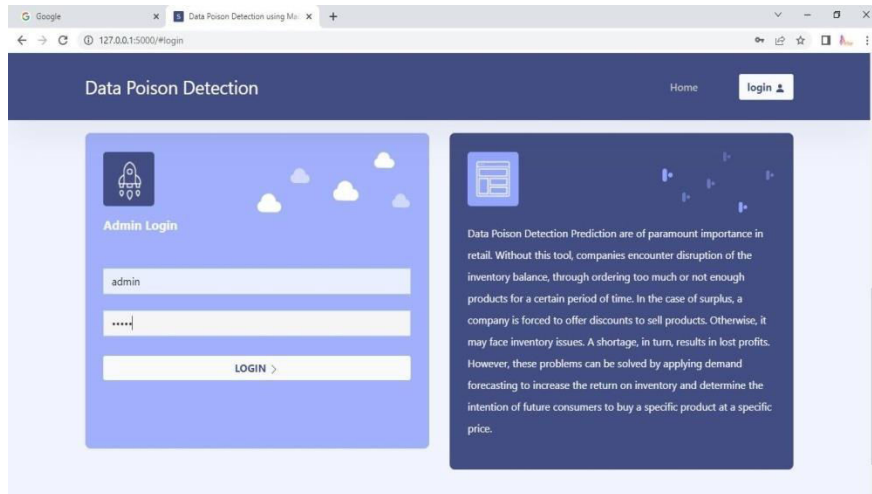 Google
Data Poison Detection using Ma
127.0.0.1:5000/#login
Data Poison Detection
Home
login
Admin Login
admin
•••••
LOGIN >
Data Poison Detection Prediction are of paramount importance in
retail. Without this tool, companies encounter disruption of the
inventory balance, through ordering too much or not enough
products for a certain period of time. In the case of surplus, a
company is forced to offer discounts to sell products. Otherwise, it
may face inventory issues. A shortage, in turn, results in lost profits.
However, these problems can be solved by applying demand
forecasting to increase the return on inventory and determine the
intention of future consumers to buy a specific product at a specific
price.